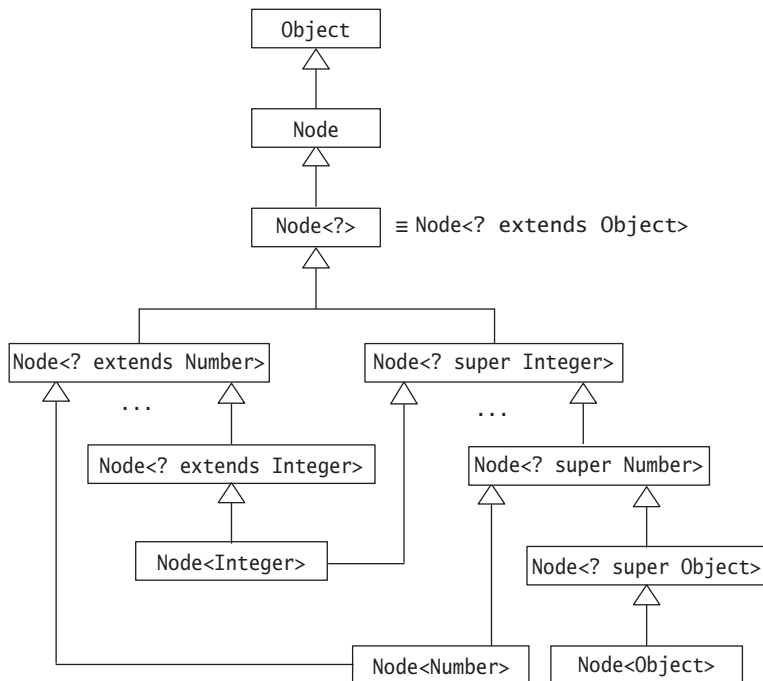 Object
Node
Node<?> ≡ Node<? extends Object>
Node<? extends Number>
Node<? super Integer>
...
...
Node<? extends Integer>
Node<? super Number>
Node<Integer>
Node<? super Object>
Node<Number>
Node<Object>